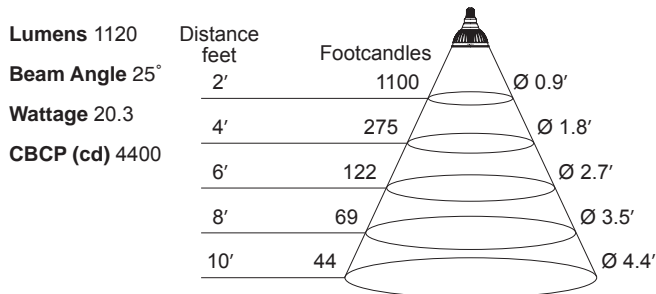 Lumens 1120
Beam Angle 25°
Wattage 20.3
CBCP (cd) 4400
Distance
feet
Footcandles
2′ 1100 Ø 0.9′
4′ 275 Ø 1.8′
6′ 122 Ø 2.7′
8′ 69 Ø 3.5′
10′ 44 Ø 4.4′